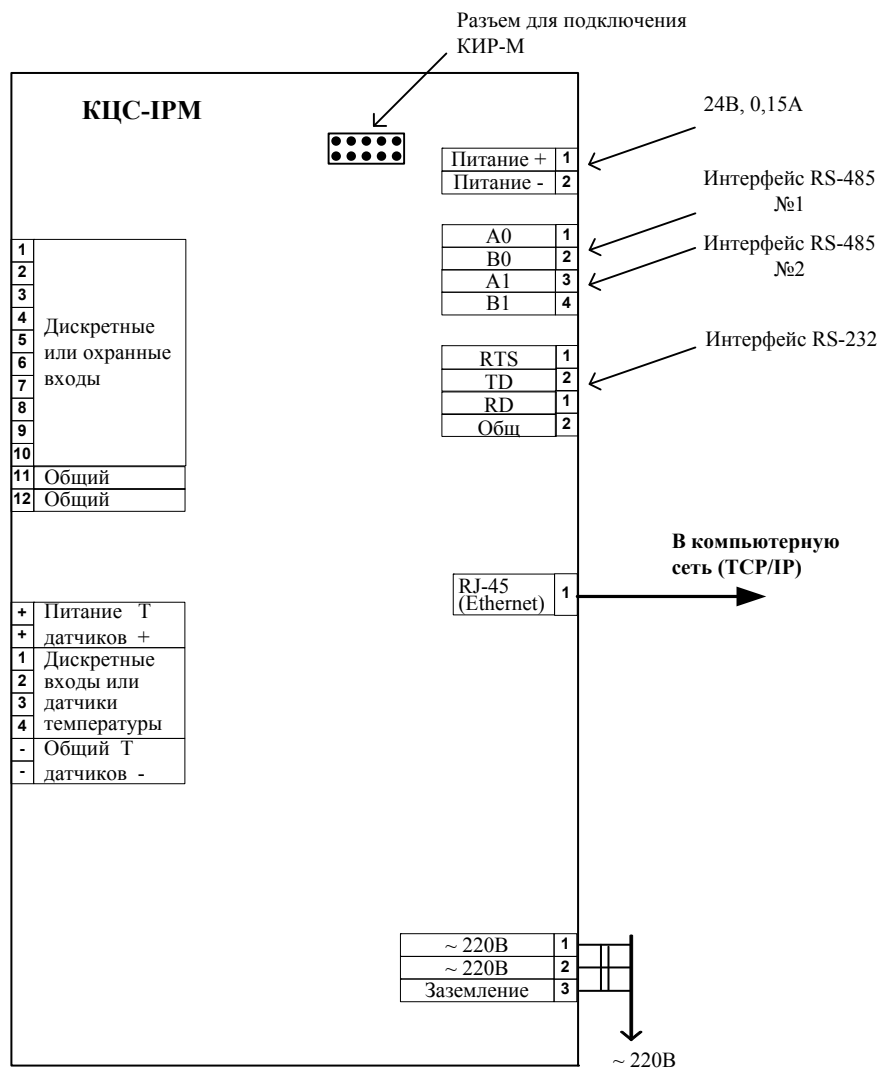 Разъем для подключения
КИР-М
КЦС-IPM
24В, 0,15А
Питание + 1
Питание - 2
Интерфейс RS-485
№1
A0 1
B0 2
A1 3
B1 4
Интерфейс RS-485
№2
1
2
3
4
5
6
7
8
9
10
Дискретные
или охранные
входы
11 Общий
12 Общий
RTS 1
TD 2
RD 1
Общ 2
Интерфейс RS-232
В компьютерную
сеть (TCP/IP)
RJ-45
(Ethernet) 1
+ Питание Т
+ датчиков +
1 Дискретные
2 входы или
3 датчики
4 температуры
- Общий Т
- датчиков -
~ 220В 1
~ 220В 2
Заземление 3
~ 220В